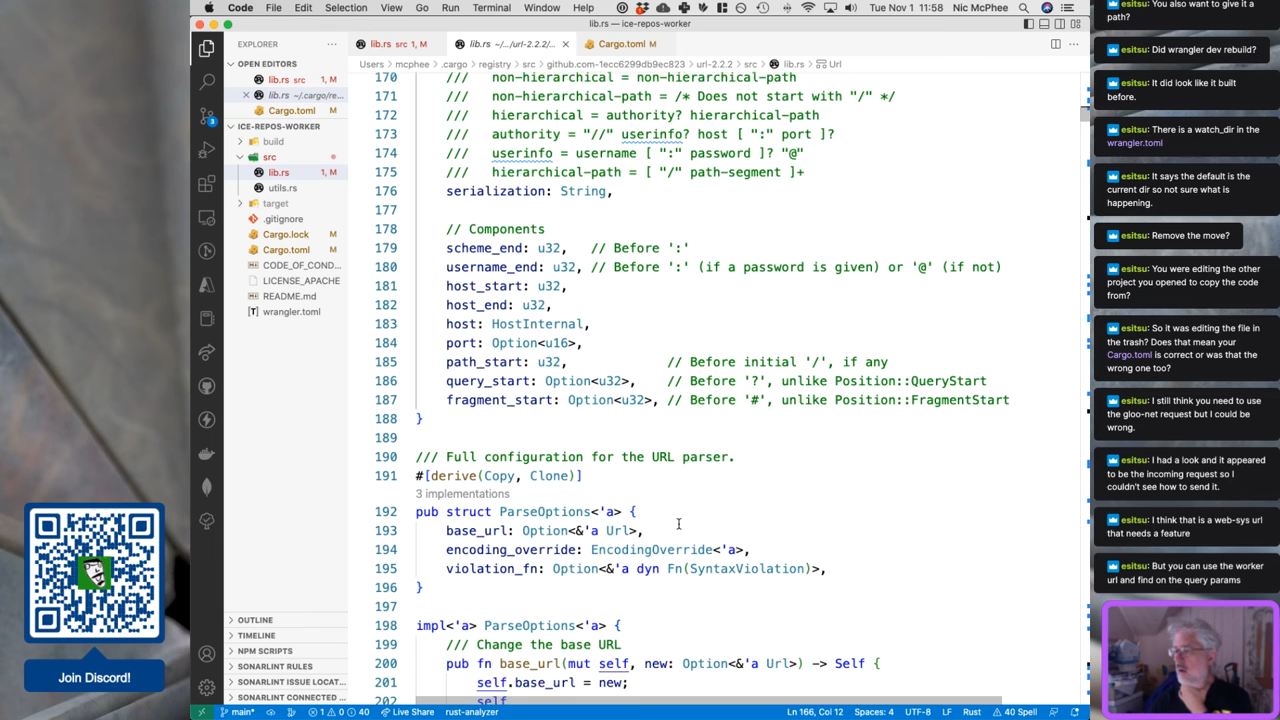 Code File Edit Selection View Go Run Terminal Window Help Tue Nov 1 11:58 Nic McPhee
lib.rs — ice-repos-worker
EXPLORER
OPEN EDITORS
lib.rs src 1, M
lib.rs ~/.cargo/re...
Cargo.toml M
ICE-REPOS-WORKER
build
src
lib.rs 1, M
utils.rs
target
.gitignore
Cargo.lock M
Cargo.toml M
CODE_OF_COND...
LICENSE_APACHE
README.md
wrangler.toml
OUTLINE
TIMELINE
NPM SCRIPTS
SONARLINT RULES
SONARLINT ISSUE LOCA...
SONARLINT CONNECTED ...
3
lib.rs src 1, M lib.rs ~/.../url-2.2.2/... Cargo.toml M
Users > mcphee > .cargo > registry > src > github.com-1ecc6299db9ec823 > url-2.2.2 > src > lib.rs > Url
170 /// non-hierarchical = non-hierarchical-path
171 /// non-hierarchical-path = /* Does not start with "/" */
172 /// hierarchical = authority? hierarchical-path
173 /// authority = "//" userinfo? host [ ":" port ]?
174 /// userinfo = username [ ":" password ]? "@"
175 /// hierarchical-path = [ "/" path-segment ]+
176 serialization: String,
177
178 // Components
179 scheme_end: u32, // Before ':'
180 username_end: u32, // Before ':' (if a password is given) or '@' (if not)
181 host_start: u32,
182 host_end: u32,
183 host: HostInternal,
184 port: Option<u16>,
185 path_start: u32, // Before initial '/', if any
186 query_start: Option<u32>, // Before '?', unlike Position::QueryStart
187 fragment_start: Option<u32>, // Before '#', unlike Position::FragmentStart
188 }
189
190 /// Full configuration for the URL parser.
191 #[derive(Copy, Clone)]
3 implementations
192 pub struct ParseOptions<'a> {
193 base_url: Option<&'a Url>,
194 encoding_override: EncodingOverride<'a>,
195 violation_fn: Option<&'a dyn Fn(SyntaxViolation)>,
196 }
197
198 impl<'a> ParseOptions<'a> {
199 /// Change the base URL
200 pub fn base_url(mut self, new: Option<&'a Url>) -> Self {
201 self.base_url = new;
202 self
main* 1 0 40 Live Share rust-analyzer Ln 166, Col 12 Spaces: 4 UTF-8 LF Rust 40 Spell
Join Discord!
esitsu: You also want to give it a
path?
esitsu: Did wrangler dev rebuild?
esitsu: It did look like it built
before.
esitsu: There is a watch_dir in the
wrangler.toml
esitsu: It says the default is the
current dir so not sure what is
happening.
esitsu: Remove the move?
esitsu: You were editing the other
project you opened to copy the code
from?
esitsu: So it was editing the file in
the trash? Does that mean your
Cargo.toml is correct or was that the
wrong one too?
esitsu: I still think you need to use
the gloo-net request but I could be
wrong.
esitsu: I had a look and it appeared
to be the incoming request so I
couldn't see how to send it.
esitsu: I think that is a web-sys url
that needs a feature
esitsu: But you can use the worker
url and find on the query params